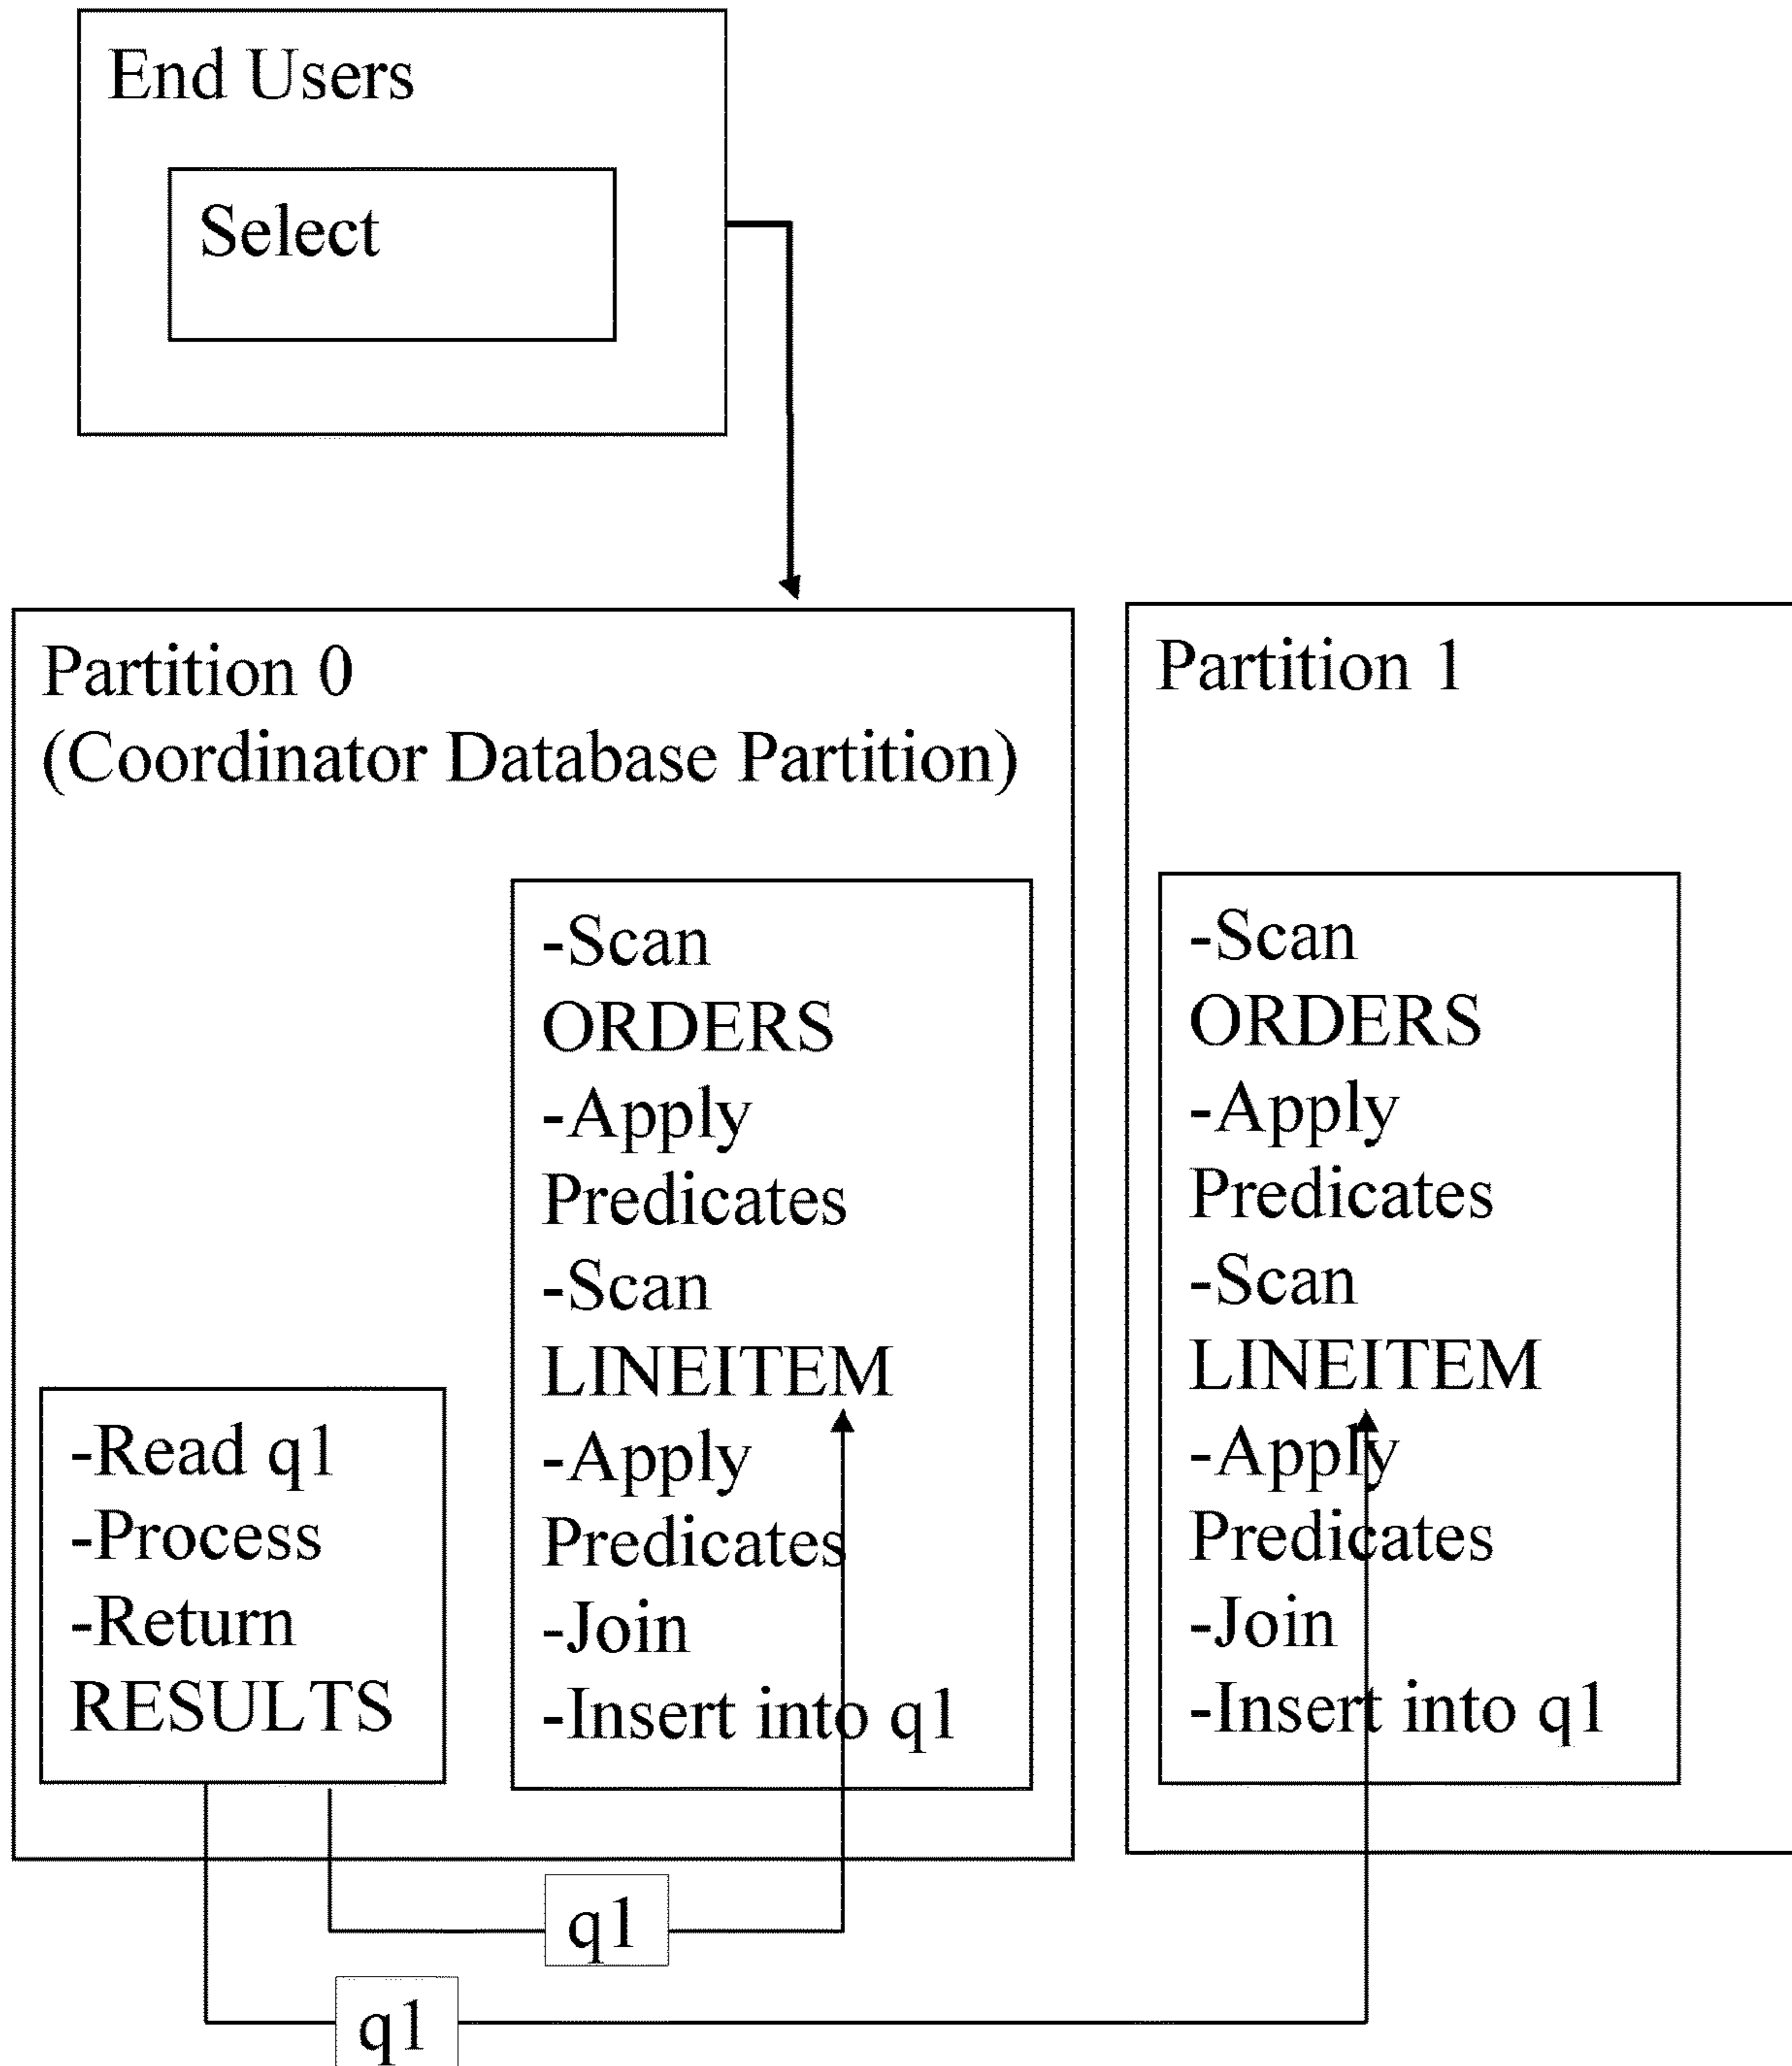 End Users
Select
Partition 0
(Coordinator Database Partition)
-Scan
ORDERS
-Apply
Predicates
-Scan
LINEITEM
-Apply
Predicates
-Join
-Insert into q1
-Read q1
-Process
-Return
RESULTS
Partition 1
-Scan
ORDERS
-Apply
Predicates
-Scan
LINEITEM
-Apply
Predicates
-Join
-Insert into q1
q1
q1